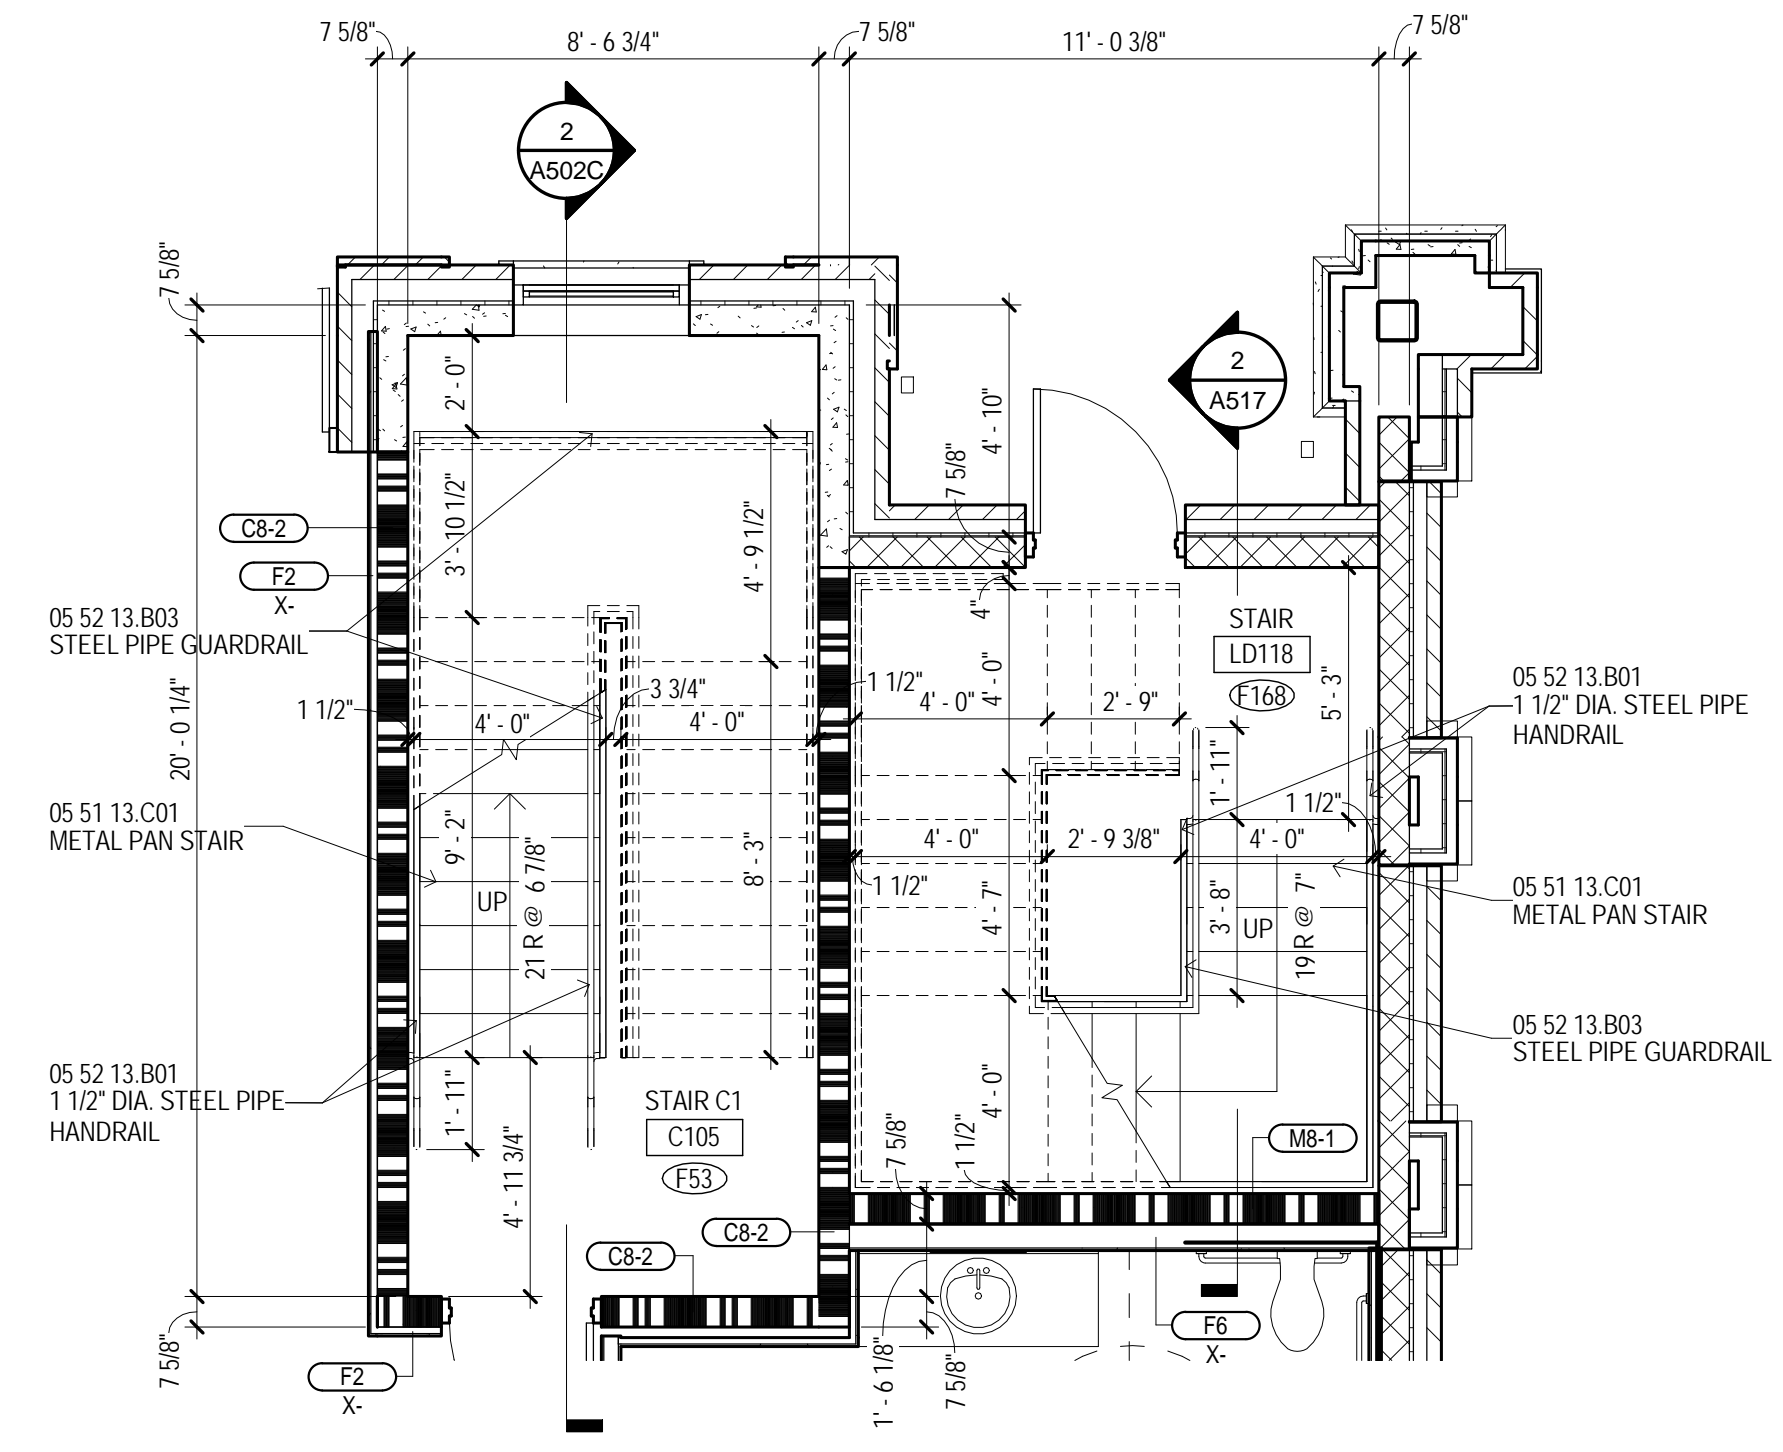 7 5/8"
8' - 6 3/4"
7 5/8"
11' - 0 3/8"
7 5/8"
2
A502C
7 5/8"
2' - 0"
2
A517
4' - 10"
7 5/8"
C8-2
F2
X-
3' - 10 1/2"
4' - 9 1/2"
05 52 13.B03
STEEL PIPE GUARDRAIL
4"
STAIR
LD118
F168
20' - 0 1/4"
1 1/2"
4' - 0"
3 3/4"
4' - 0"
1 1/2"
4' - 0"
4' - 0"
2' - 9"
5' - 3"
05 52 13.B01
1 1/2" DIA. STEEL PIPE
HANDRAIL
1' - 11"
1 1/2"
05 51 13.C01
METAL PAN STAIR
9' - 2"
8' - 3"
4' - 0"
2' - 9 3/8"
4' - 0"
1 1/2"
UP
21 R @ 6 7/8"
4' - 7"
3' - 8"
UP
19 R @ 7"
05 51 13.C01
METAL PAN STAIR
05 52 13.B03
STEEL PIPE GUARDRAIL
05 52 13.B01
1 1/2" DIA. STEEL PIPE
HANDRAIL
1' - 11"
4' - 11 3/4"
STAIR C1
C105
F53
4' - 0"
7 5/8"
1 1/2"
M8-1
C8-2
C8-2
7 5/8"
F2
X-
1' - 6 1/8"
7 5/8"
F6
X-